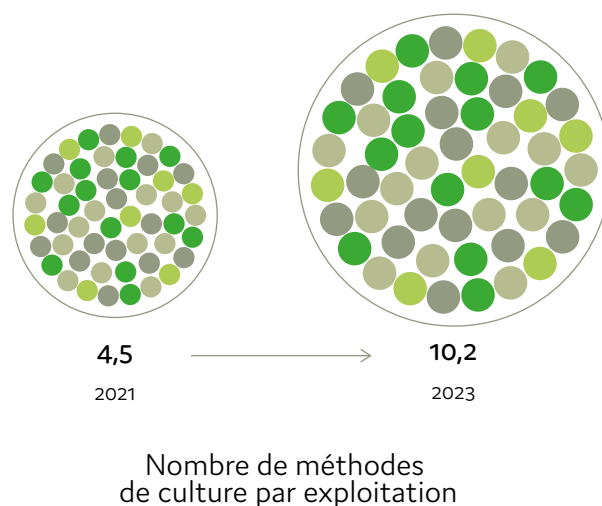 4,5
10,2
2021
2023
Nombre de méthodes
de culture par exploitation